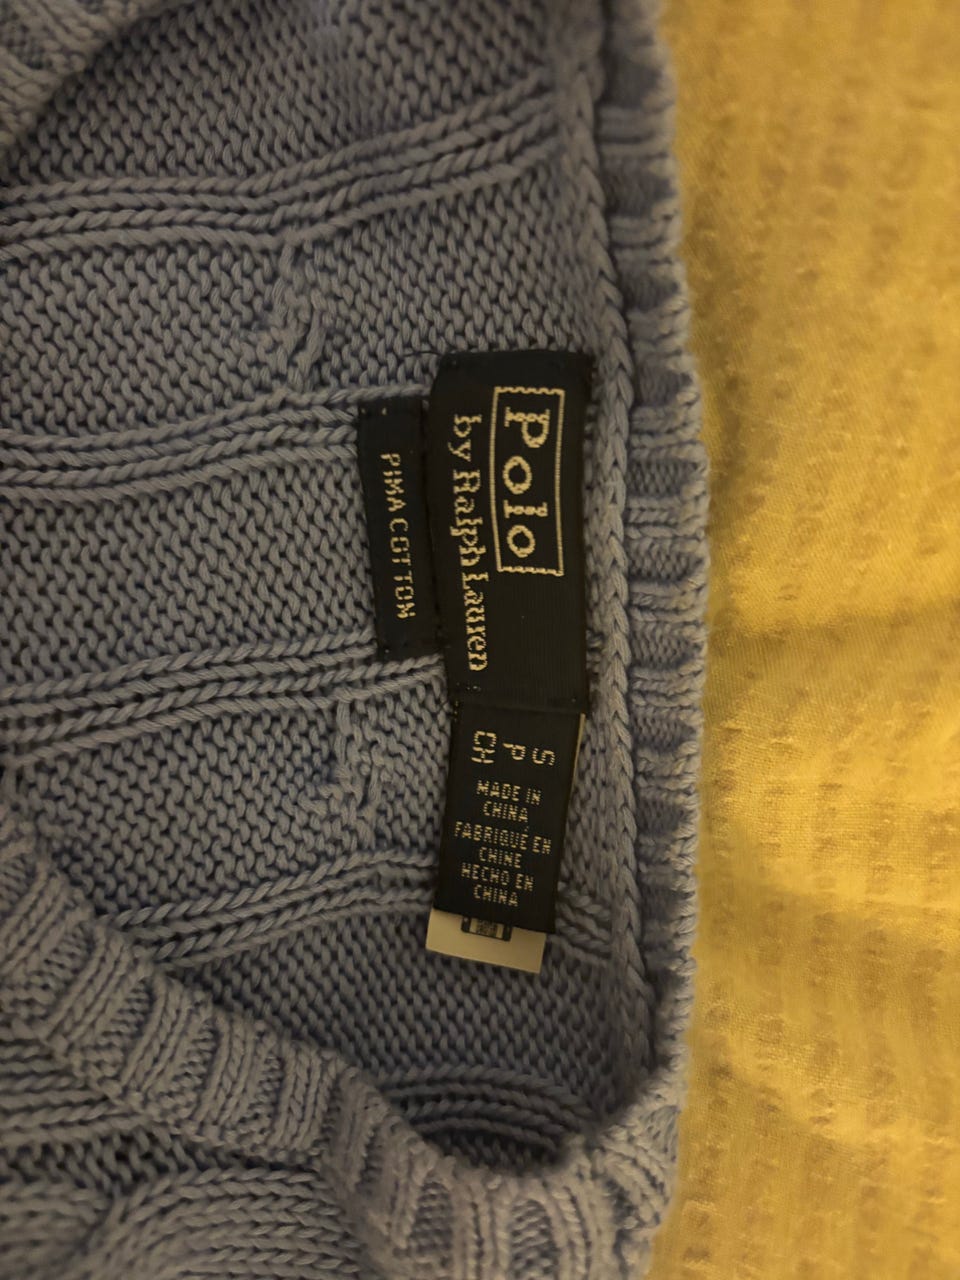 Polo
by Ralph Lauren
PIMA COTTON
S
P
CH
MADE IN
CHINA
FABRIQUÉ EN
CHINE
HECHO EN
CHINA